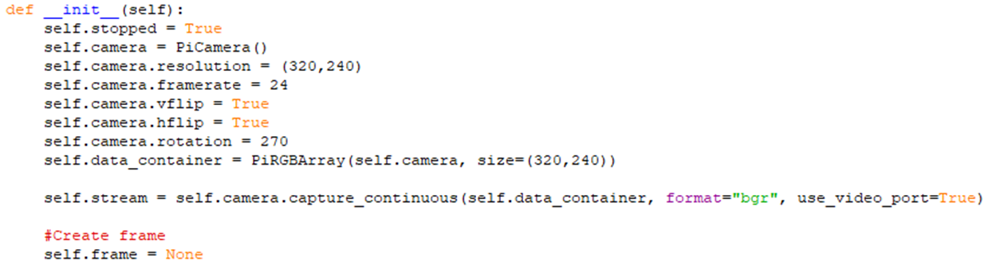 def __init__(self):
    self.stopped = True
    self.camera = PiCamera()
    self.camera.resolution = (320,240)
    self.camera.framerate = 24
    self.camera.vflip = True
    self.camera.hflip = True
    self.camera.rotation = 270
    self.data_container = PiRGBArray(self.camera, size=(320,240))
    self.stream = self.camera.capture_continuous(self.data_container, format="bgr", use_video_port=True)
    #Create frame
    self.frame = None